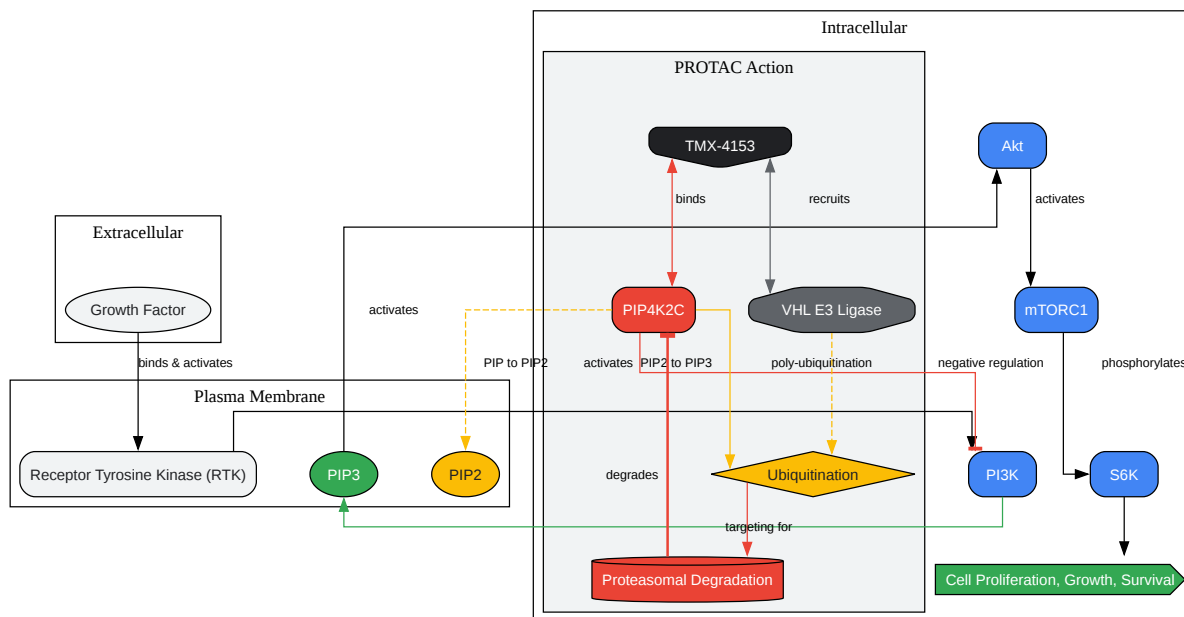 Intracellular
PROTAC Action
TMX-4153
Akt
binds
recruits
activates
Extracellular
Growth Factor
activates
PIP4K2C
VHL E3 Ligase
mTORC1
binds & activates
PIP to PIP2
activates
PIP2 to PIP3
poly-ubiquitination
negative regulation
phosphorylates
Plasma Membrane
Receptor Tyrosine Kinase (RTK)
PIP3
PIP2
degrades
Ubiquitination
PI3K
S6K
targeting for
Proteasomal Degradation
Cell Proliferation, Growth, Survival